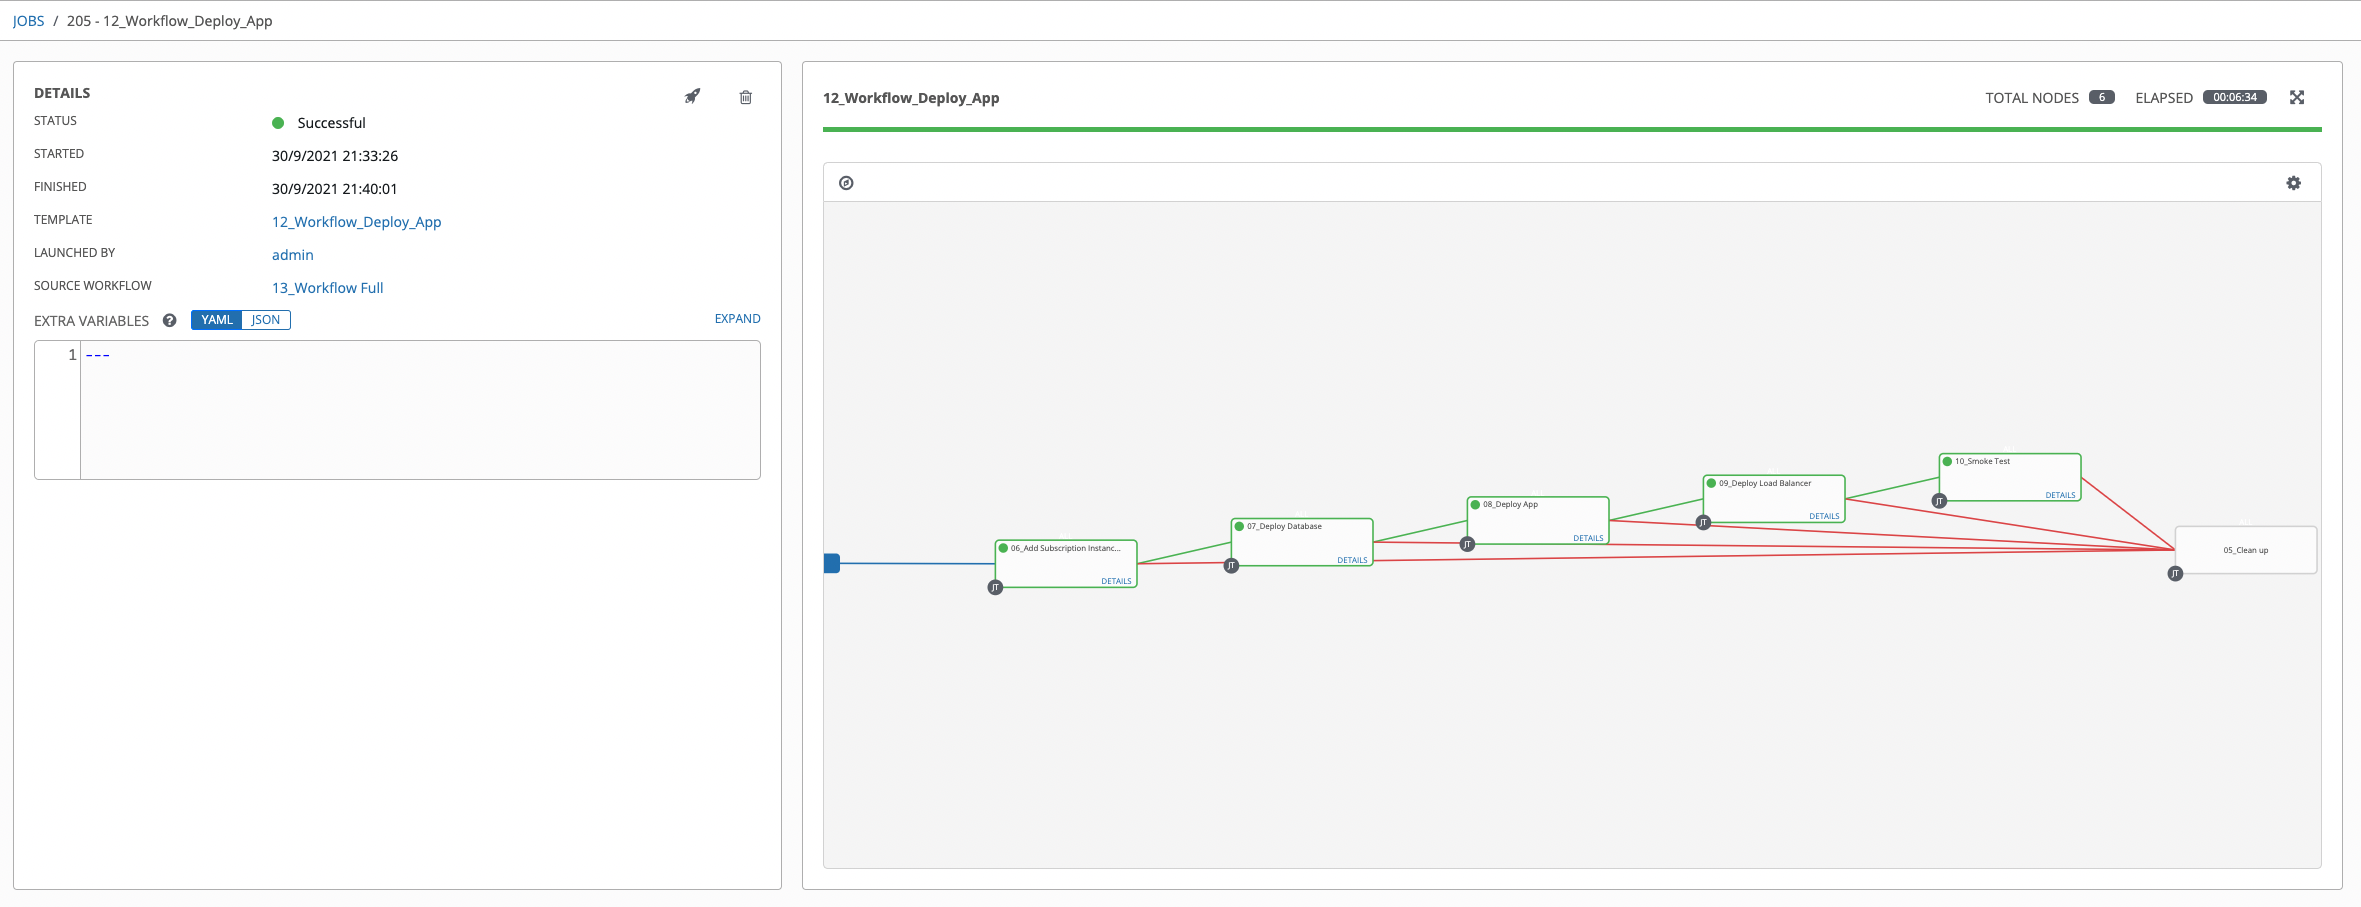 JOBS / 205 - 12_Workflow_Deploy_App
DETAILS
STATUS Successful
STARTED 30/9/2021 21:33:26
FINISHED 30/9/2021 21:40:01
TEMPLATE 12_Workflow_Deploy_App
LAUNCHED BY admin
SOURCE WORKFLOW 13_Workflow Full
EXTRA VARIABLES ? YAML JSON EXPAND
1 ---
12_Workflow_Deploy_App TOTAL NODES 6 ELAPSED 00:06:34
06_Add Subscription Instanc...
DETAILS
JT
07_Deploy Database
DETAILS
JT
08_Deploy App
DETAILS
JT
09_Deploy Load Balancer
DETAILS
JT
10_Smoke Test
DETAILS
JT
05_Clean up
JT